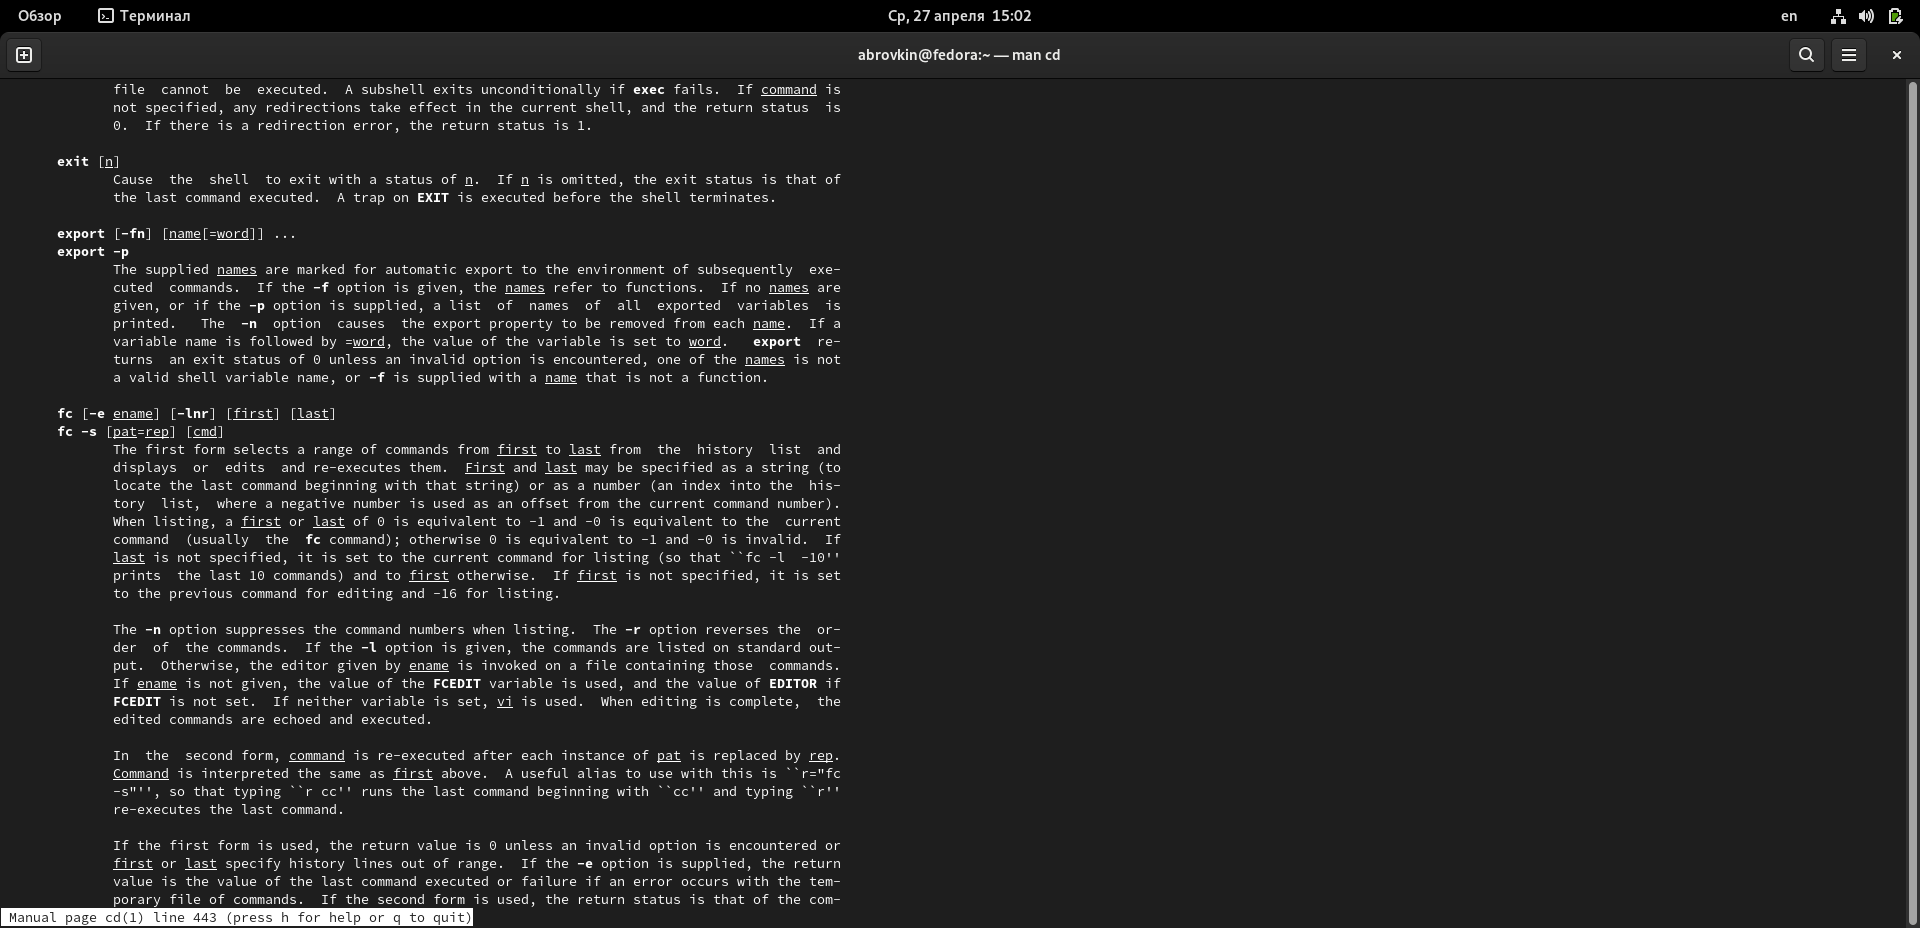 Обзор Терминал Ср, 27 апреля 15:02 en
abrovkin@fedora:~ — man cd
file cannot be executed. A subshell exits unconditionally if exec fails. If command is
not specified, any redirections take effect in the current shell, and the return status is
0. If there is a redirection error, the return status is 1.
exit [n]
Cause the shell to exit with a status of n. If n is omitted, the exit status is that of
the last command executed. A trap on EXIT is executed before the shell terminates.
export [-fn] [name[=word]] ...
export -p
The supplied names are marked for automatic export to the environment of subsequently exe-
cuted commands. If the -f option is given, the names refer to functions. If no names are
given, or if the -p option is supplied, a list of names of all exported variables is
printed. The -n option causes the export property to be removed from each name. If a
variable name is followed by =word, the value of the variable is set to word. export re-
turns an exit status of 0 unless an invalid option is encountered, one of the names is not
a valid shell variable name, or -f is supplied with a name that is not a function.
fc [-e ename] [-lnr] [first] [last]
fc -s [pat=rep] [cmd]
The first form selects a range of commands from first to last from the history list and
displays or edits and re-executes them. First and last may be specified as a string (to
locate the last command beginning with that string) or as a number (an index into the his-
tory list, where a negative number is used as an offset from the current command number).
When listing, a first or last of 0 is equivalent to -1 and -0 is equivalent to the current
command (usually the fc command); otherwise 0 is equivalent to -1 and -0 is invalid. If
last is not specified, it is set to the current command for listing (so that ``fc -l -10''
prints the last 10 commands) and to first otherwise. If first is not specified, it is set
to the previous command for editing and -16 for listing.
The -n option suppresses the command numbers when listing. The -r option reverses the or-
der of the commands. If the -l option is given, the commands are listed on standard out-
put. Otherwise, the editor given by ename is invoked on a file containing those commands.
If ename is not given, the value of the FCEDIT variable is used, and the value of EDITOR if
FCEDIT is not set. If neither variable is set, vi is used. When editing is complete, the
edited commands are echoed and executed.
In the second form, command is re-executed after each instance of pat is replaced by rep.
Command is interpreted the same as first above. A useful alias to use with this is ``r="fc
-s"'', so that typing ``r cc'' runs the last command beginning with ``cc'' and typing ``r''
re-executes the last command.
If the first form is used, the return value is 0 unless an invalid option is encountered or
first or last specify history lines out of range. If the -e option is supplied, the return
value is the value of the last command executed or failure if an error occurs with the tem-
porary file of commands. If the second form is used, the return status is that of the com-
Manual page cd(1) line 443 (press h for help or q to quit)